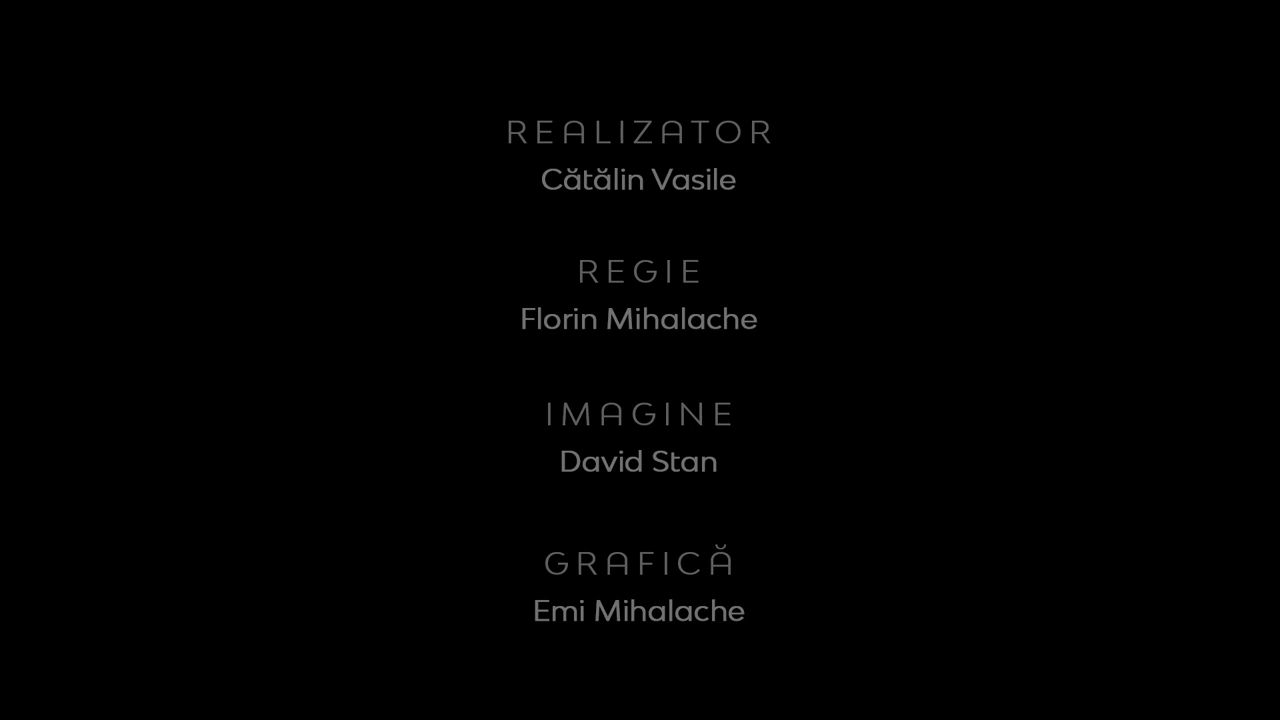 REALIZATOR
Cătălin Vasile
REGIE
Florin Mihalache
IMAGINE
David Stan
GRAFICĂ
Emi Mihalache